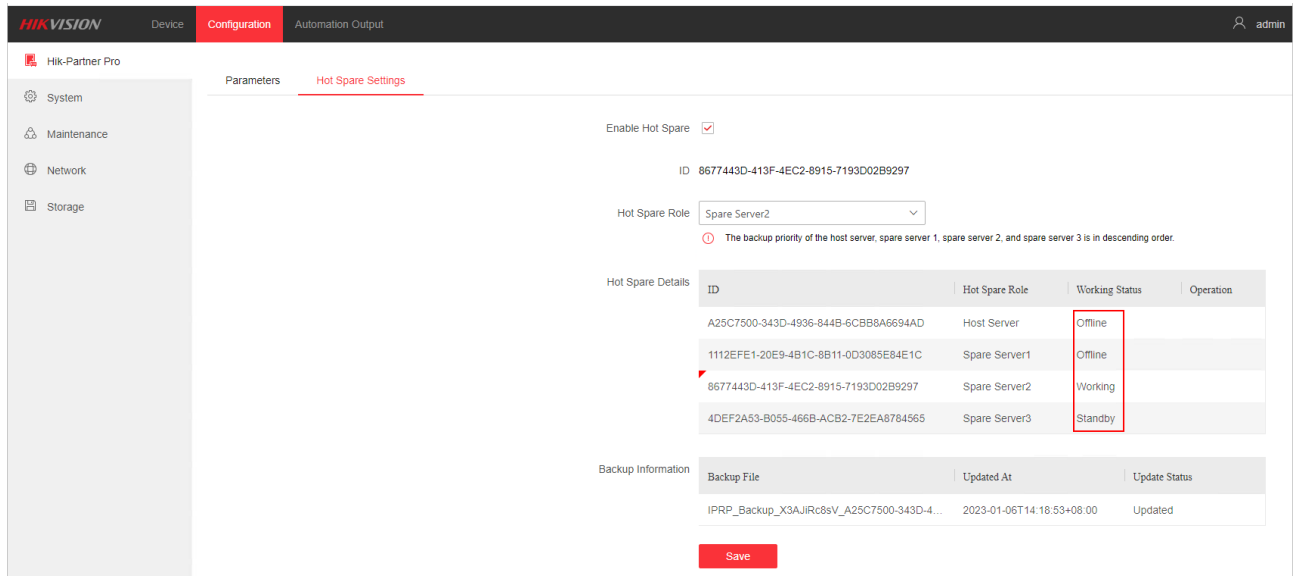 HIKVISION Device Configuration Automation Output admin
Hik-Partner Pro
System
Maintenance
Network
Storage
Parameters Hot Spare Settings
Enable Hot Spare
ID 8677443D-413F-4EC2-8915-7193D02B9297
Hot Spare Role Spare Server2
The backup priority of the host server, spare server 1, spare server 2, and spare server 3 is in descending order.
Hot Spare Details
ID Hot Spare Role Working Status Operation
A25C7500-343D-4936-844B-6CBB8A6694AD Host Server Offline
1112EFE1-20E9-4B1C-8B11-0D3085E84E1C Spare Server1 Offline
8677443D-413F-4EC2-8915-7193D02B9297 Spare Server2 Working
4DEF2A53-B055-466B-ACB2-7E2EA8784565 Spare Server3 Standby
Backup Information
Backup File Updated At Update Status
IPRP_Backup_X3AJiRc8sV_A25C7500-343D-4... 2023-01-06T14:18:53+08:00 Updated
Save